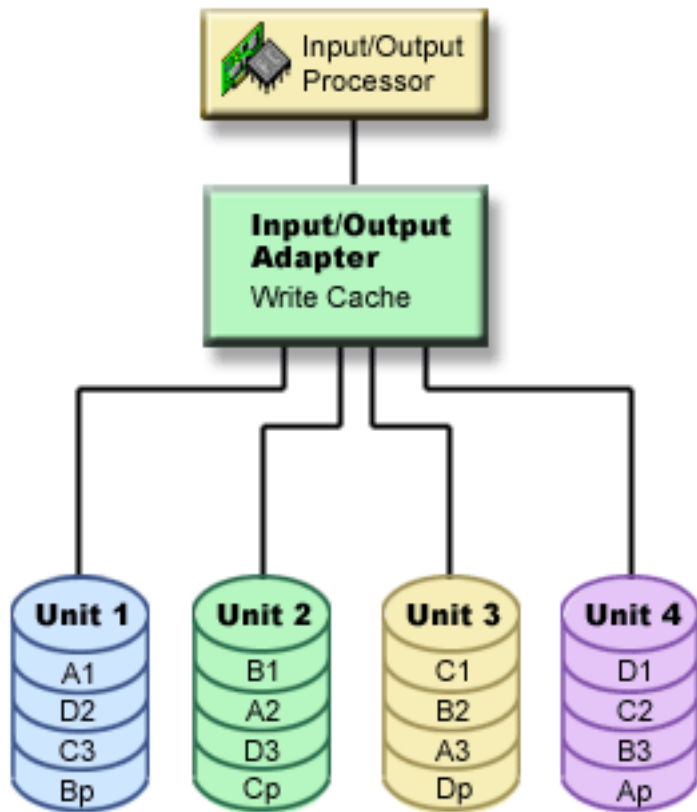 Input/Output
Processor
Input/Output
Adapter
Write Cache
Unit 1
A1
D2
C3
Bp
Unit 2
B1
A2
D3
Cp
Unit 3
C1
B2
A3
Dp
Unit 4
D1
C2
B3
Ap